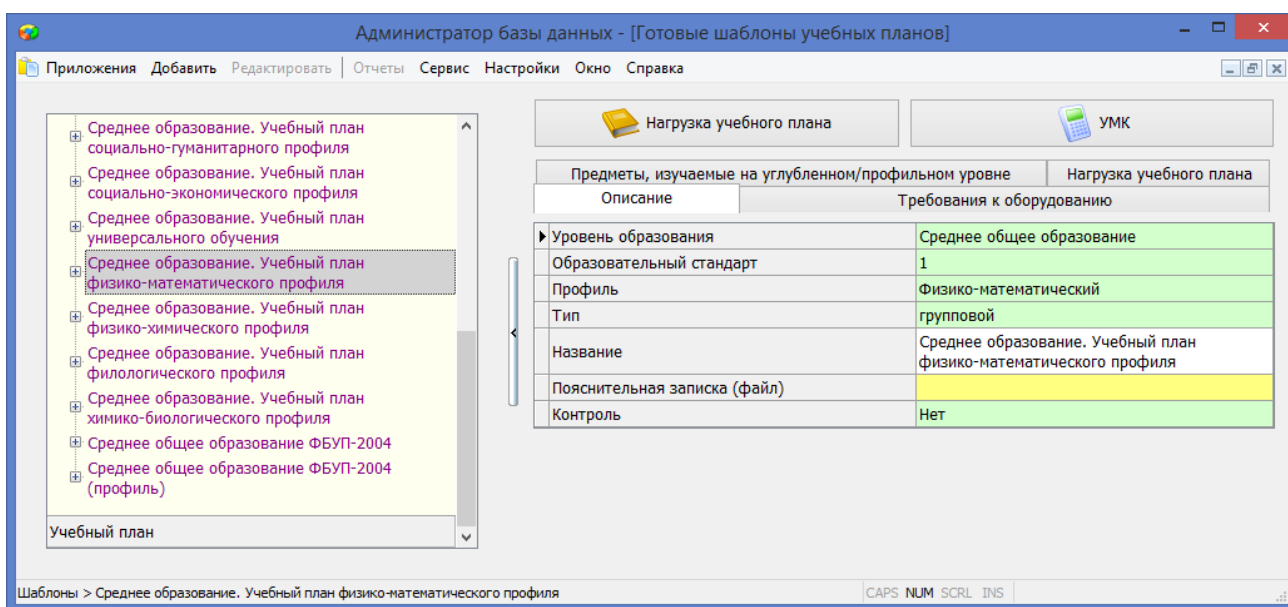 Администратор базы данных - [Готовые шаблоны учебных планов]
Приложения Добавить Редактировать Отчеты Сервис Настройки Окно Справка
Среднее образование. Учебный план
социально-гуманитарного профиля
Среднее образование. Учебный план
социально-экономического профиля
Среднее образование. Учебный план
универсального обучения
Среднее образование. Учебный план
физико-математического профиля
Среднее образование. Учебный план
физико-химического профиля
Среднее образование. Учебный план
филологического профиля
Среднее образование. Учебный план
химико-биологического профиля
Среднее общее образование ФБУП-2004
Среднее общее образование ФБУП-2004
(профиль)
Учебный план
Нагрузка учебного плана
УМК
Предметы, изучаемые на углубленном/профильном уровне
Нагрузка учебного плана
Описание
Требования к оборудованию
Уровень образования Среднее общее образование
Образовательный стандарт 1
Профиль Физико-математический
Тип групповой
Название Среднее образование. Учебный план
физико-математического профиля
Пояснительная записка (файл)
Контроль Нет
Шаблоны > Среднее образование. Учебный план физико-математического профиля
CAPS NUM SCRL INS